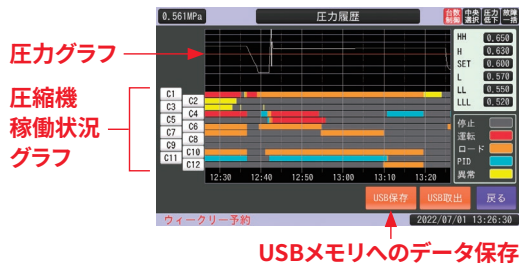 0.561MPa 圧力履歴 台数制御 中央選択 圧力低下 故障一括
圧力グラフ
HH 0.650
H 0.630
SET 0.600
L 0.570
LL 0.550
LLL 0.520
圧縮機
稼働状況
グラフ
C1
C2
C3
C4
C5
C6
C7
C8
C9
C10
C11
C12
停止
運転
ロード
PID
異常
12:30 12:40 12:50 13:00 13:10 13:20
USB保存 USB取出 戻る
ウィークリー予約 2022/07/01 13:26:30
USBメモリへのデータ保存